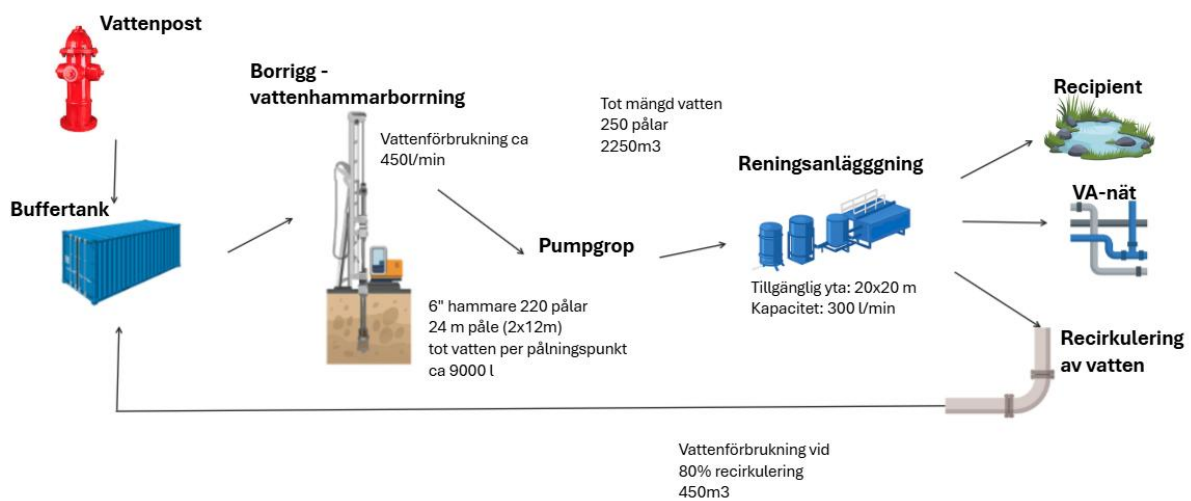 Vattenpost
Borrigg -
vattenhammarborrning
Vattenförbrukning ca
450l/min
Tot mängd vatten
250 pålar
2250m3
Recipient
Reningsanlägggning
VA-nät
Buffertank
Pumpgrop
6" hammare 220 pålar
24 m påle (2x12m)
tot vatten per pålningspunkt
ca 9000 l
Tillgänglig yta: 20x20 m
Kapacitet: 300 l/min
Recirkulering
av vatten
Vattenförbrukning vid
80% recirkulering
450m3